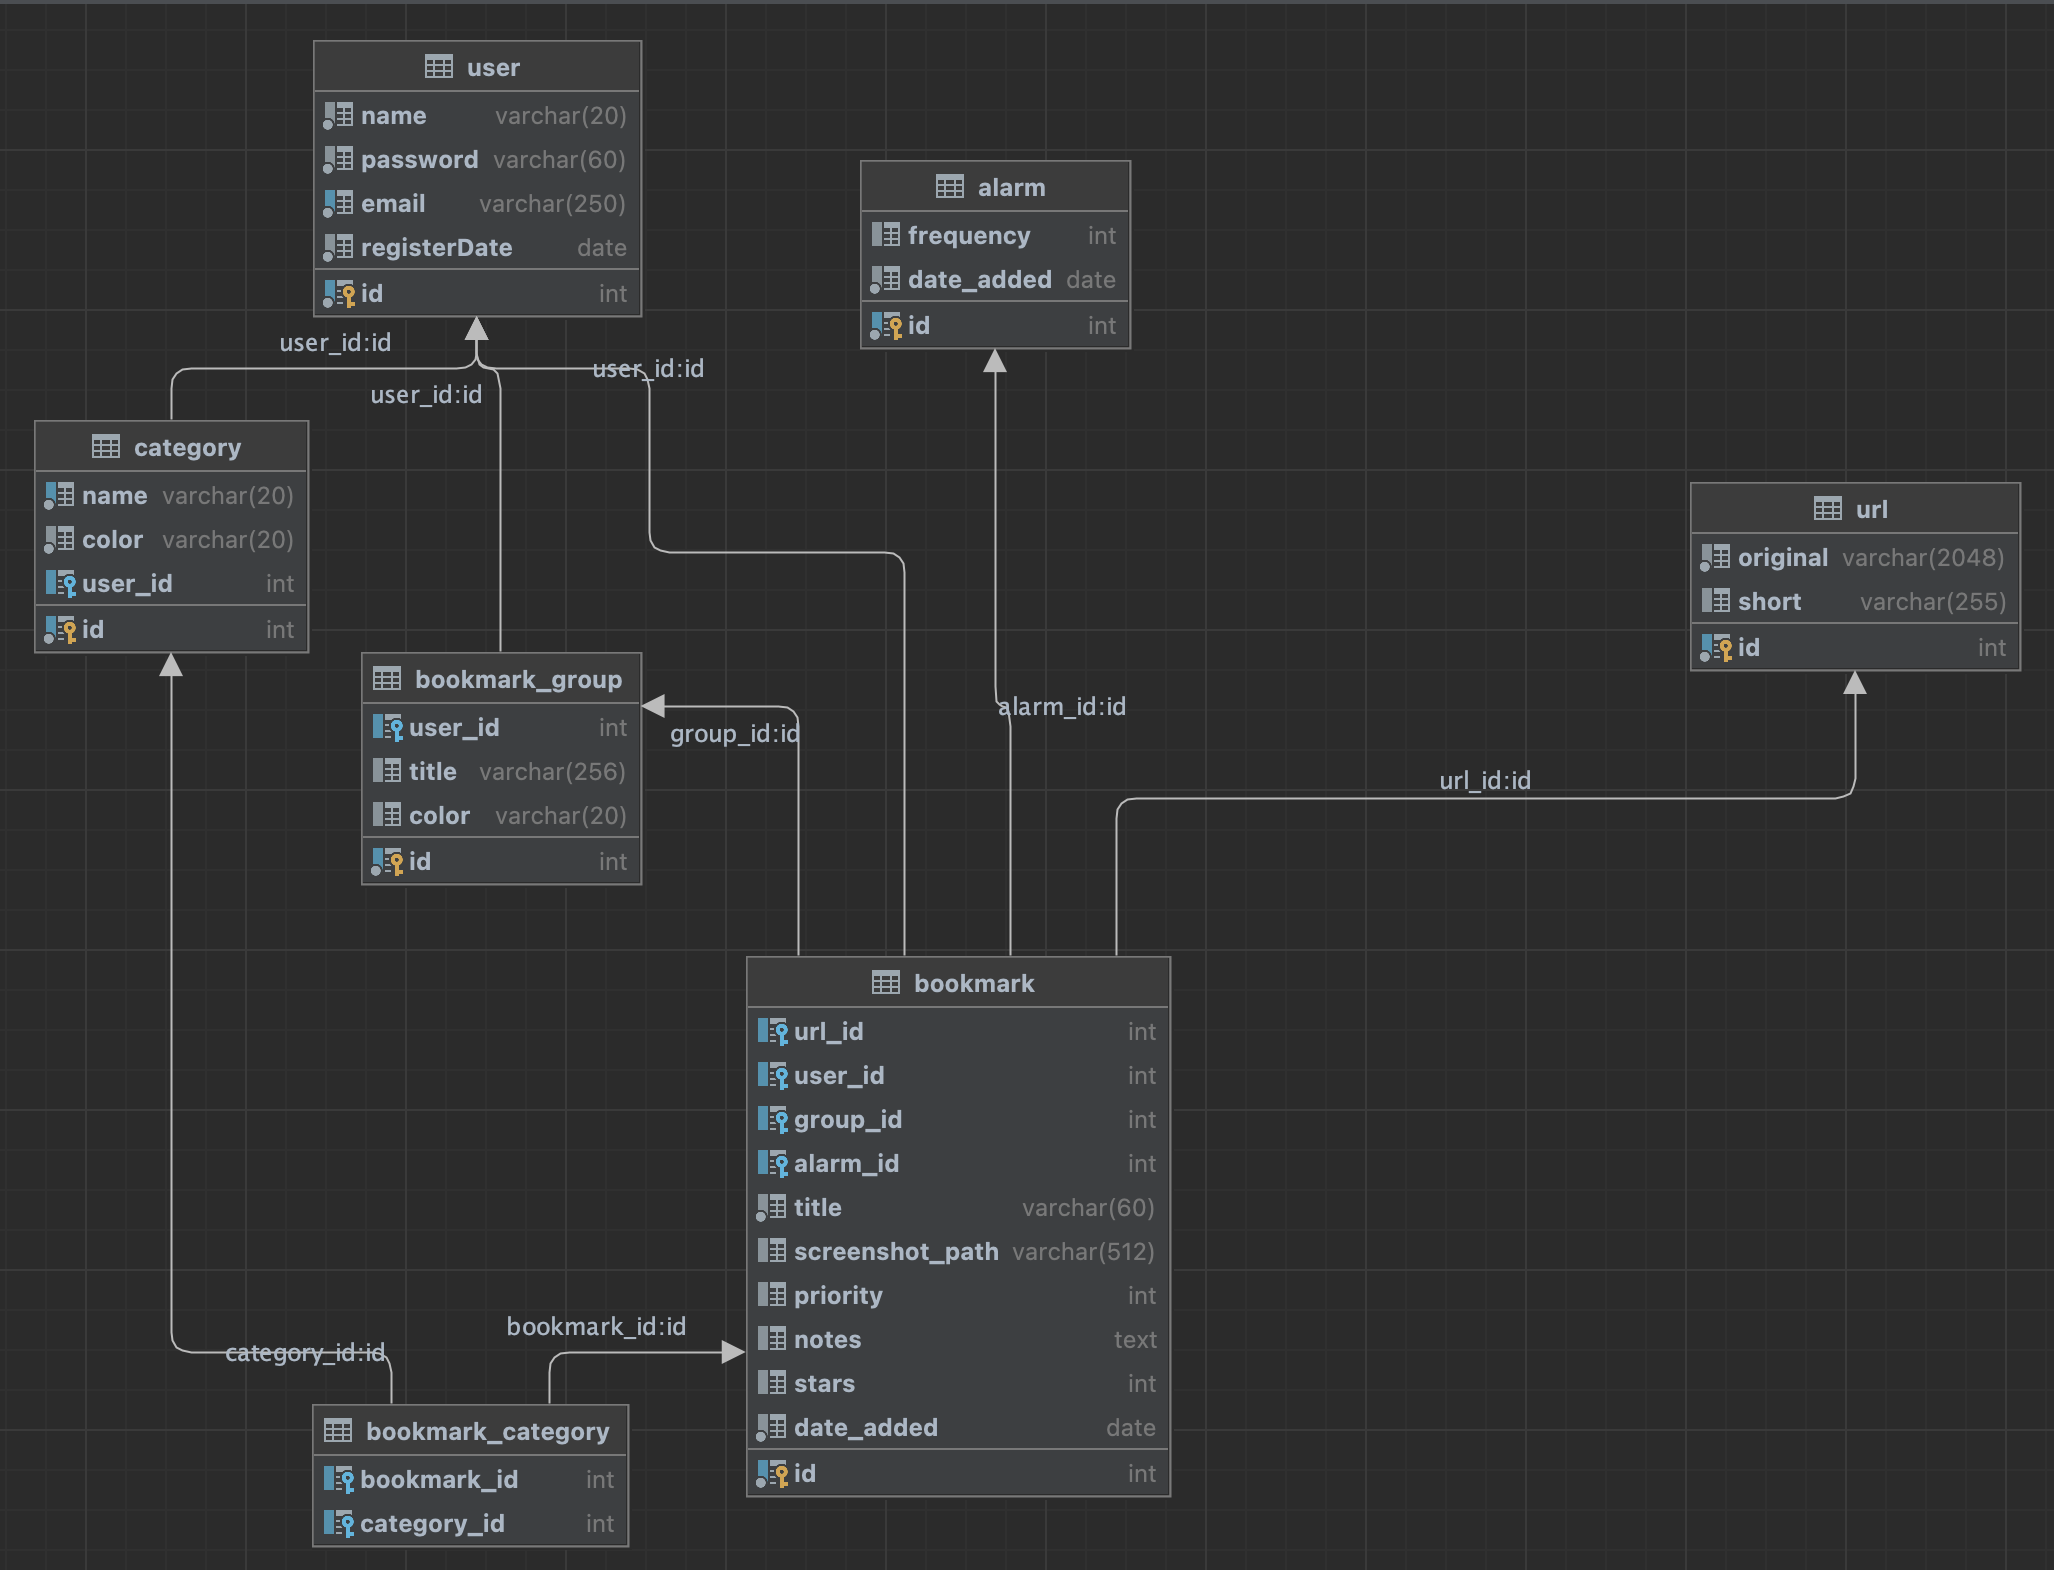 user
name varchar(20)
password varchar(60)
email varchar(250)
registerDate date
id int
alarm
frequency int
date_added date
id int
user_id:id
user_id:id
user_id:id
category
name varchar(20)
color varchar(20)
user_id int
id int
url
original varchar(2048)
short varchar(255)
id int
bookmark_group
user_id int
title varchar(256)
color varchar(20)
id int
group_id:id
alarm_id:id
url_id:id
bookmark
url_id int
user_id int
group_id int
alarm_id int
title varchar(60)
screenshot_path varchar(512)
priority int
notes text
stars int
date_added date
id int
bookmark_id:id
category_id:id
bookmark_category
bookmark_id int
category_id int